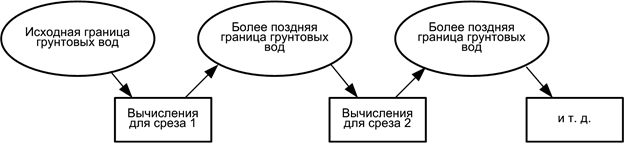 Исходная граница
грунтовых вод
Более поздняя
граница грунтовых
вод
Более поздняя
граница грунтовых
вод
Вычисления
для среза 1
Вычисления
для среза 2
и т. д.